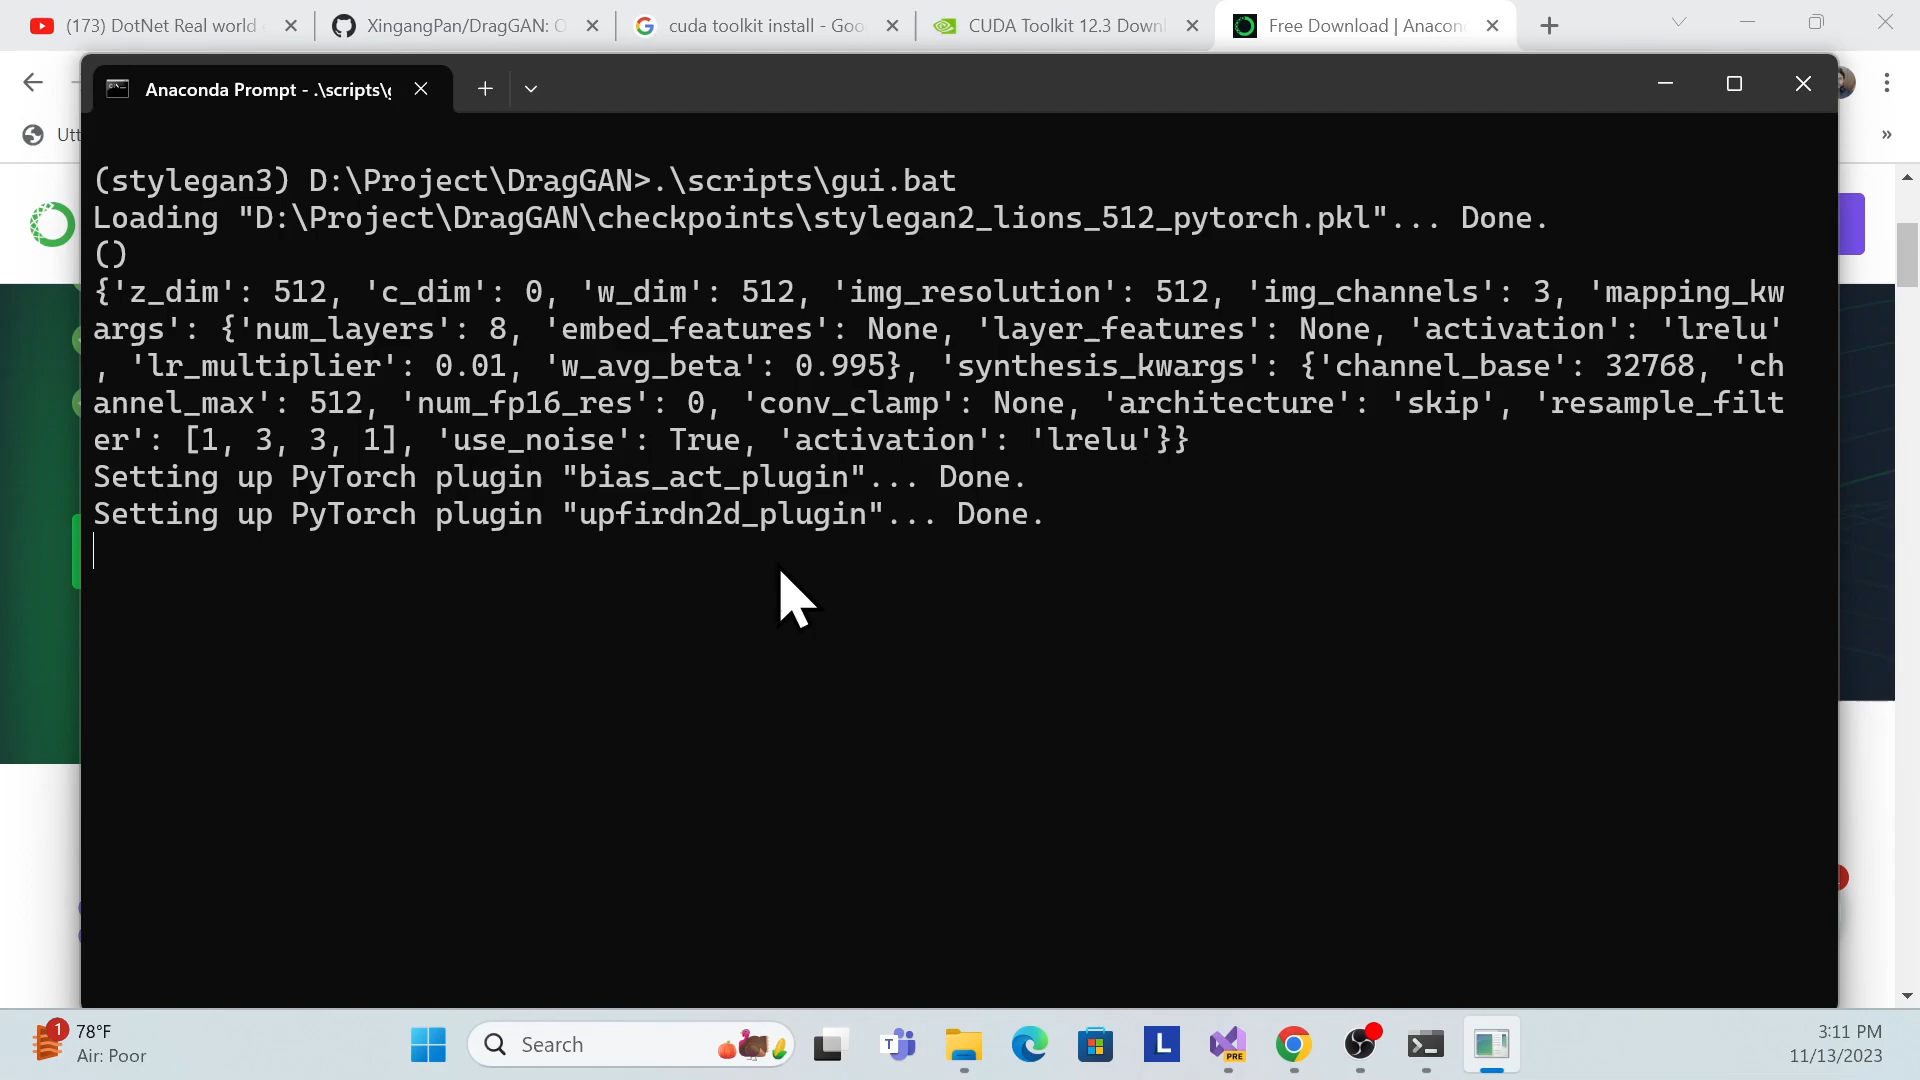 (173) DotNet Real world
XingangPan/DragGAN: O
cuda toolkit install - Goo
CUDA Toolkit 12.3 Downl
Free Download | Anacon
Anaconda Prompt - .\scripts\g
Utt
(stylegan3) D:\Project\DragGAN>.\scripts\gui.bat
Loading "D:\Project\DragGAN\checkpoints\stylegan2_lions_512_pytorch.pkl"... Done.
()
{'z_dim': 512, 'c_dim': 0, 'w_dim': 512, 'img_resolution': 512, 'img_channels': 3, 'mapping_kw
args': {'num_layers': 8, 'embed_features': None, 'layer_features': None, 'activation': 'lrelu'
, 'lr_multiplier': 0.01, 'w_avg_beta': 0.995}, 'synthesis_kwargs': {'channel_base': 32768, 'ch
annel_max': 512, 'num_fp16_res': 0, 'conv_clamp': None, 'architecture': 'skip', 'resample_filt
er': [1, 3, 3, 1], 'use_noise': True, 'activation': 'lrelu'}}
Setting up PyTorch plugin "bias_act_plugin"... Done.
Setting up PyTorch plugin "upfirdn2d_plugin"... Done.
1
78°F
Air: Poor
Search
T
L
PRE
3:11 PM
11/13/2023